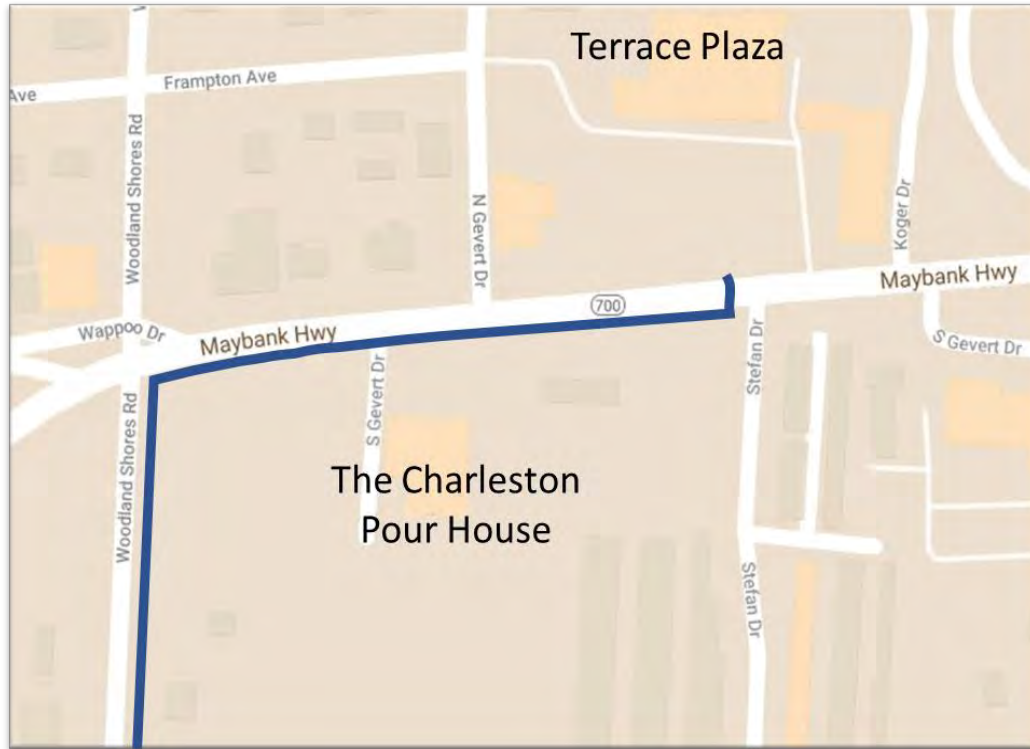 Terrace Plaza
Frampton Ave
Ave
Woodland Shores Rd
N Gevert Dr
Koger Dr
Maybank Hwy
700
Wappoo Dr
Maybank Hwy
S Gevert Dr
Stefan Dr
S Gevert Dr
Woodland Shores Rd
The Charleston
Pour House
Stefan Dr